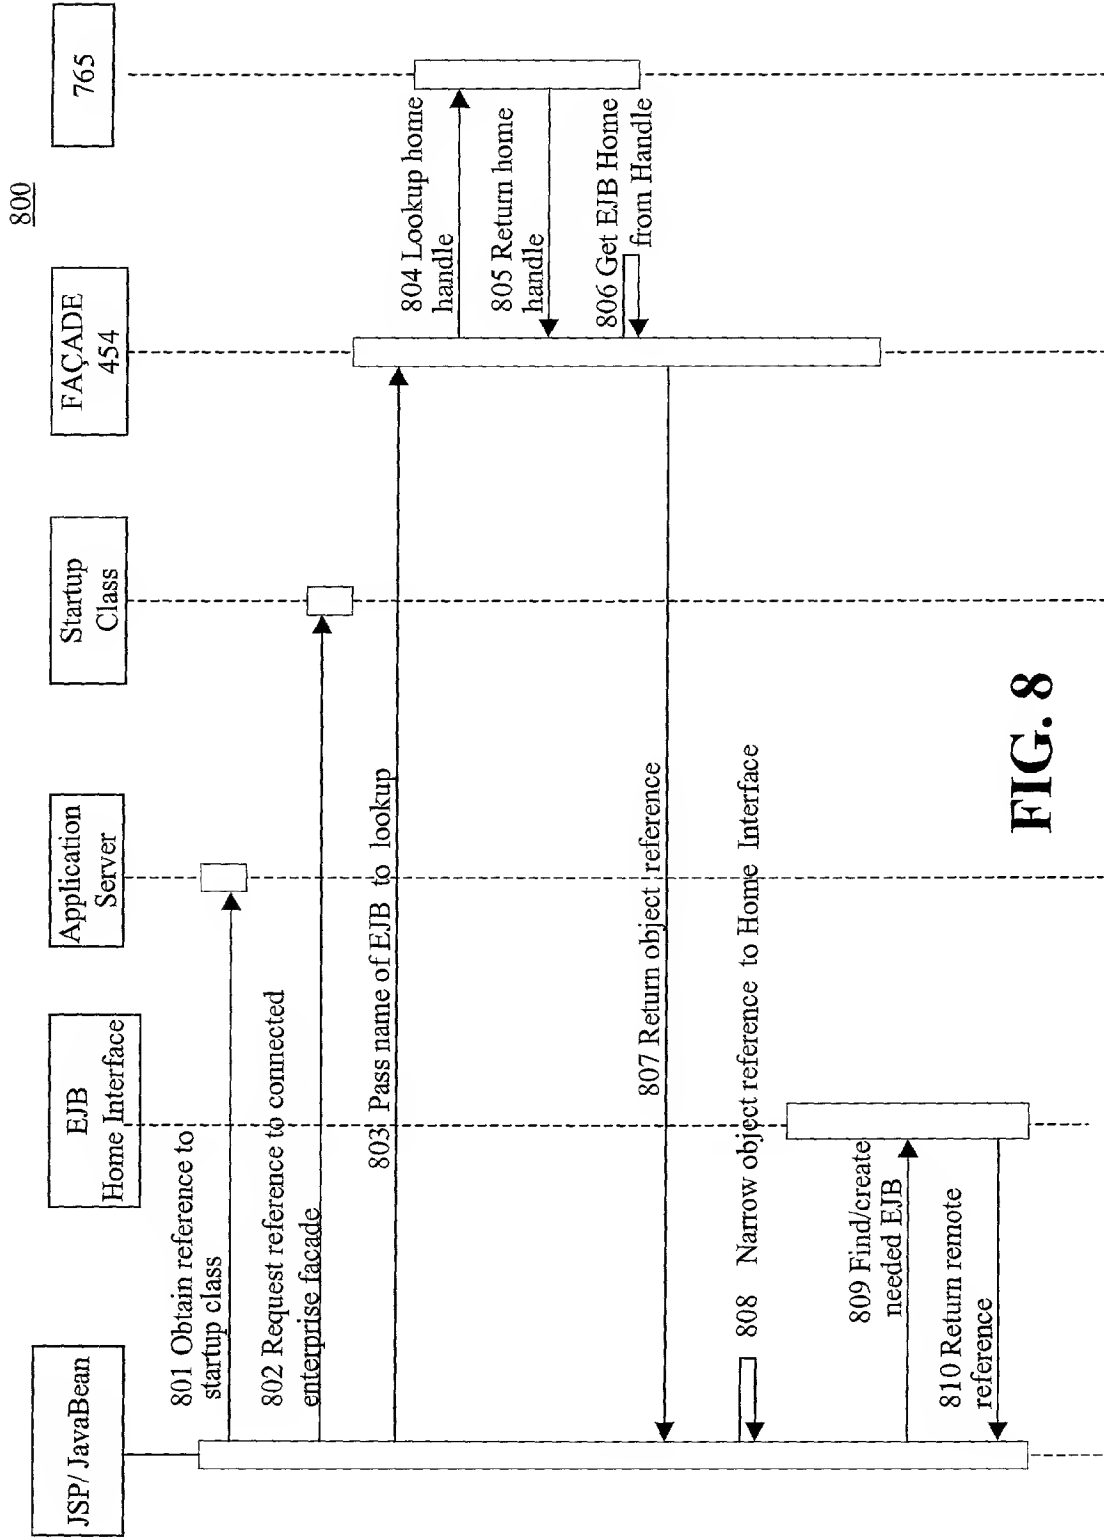 800
JSP/ JavaBean
EJB
Home Interface
Application
Server
Startup
Class
FAÇADE
454
765
801 Obtain reference to
startup class
802 Request reference to connected
enterprise façade
803 Pass name of EJB to lookup
804 Lookup home
handle
805 Return home
handle
806 Get EJB Home
from Handle
807 Return object reference
808 Narrow object reference to Home Interface
809 Find/create
needed EJB
810 Return remote
reference
FIG. 8